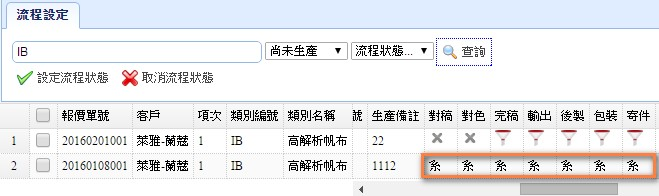 流程設定
IB 尚未生產 流程狀態... 查詢
設定流程狀態 取消流程狀態
報價單號 客戶 項次 類別編號 類別名稱 號 生產備註 對稿 對色 完稿 輸出 後製 包裝 寄件
1 20160201001 萊雅-蘭蔻 1 IB 高解析帆布 22
2 20160108001 萊雅-蘭蔻 1 IB 高解析帆布 1112 糸 糸 糸 糸 糸 糸 糸